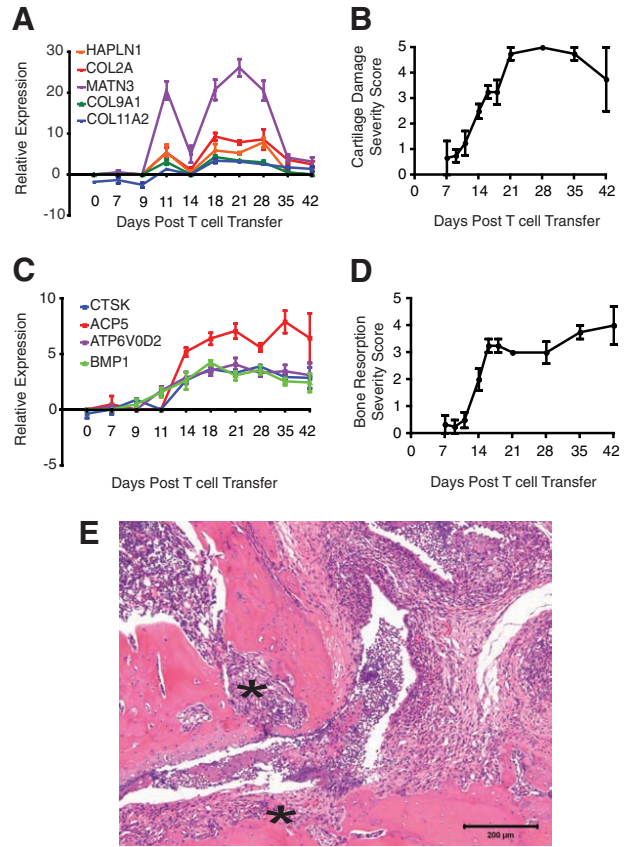 A
HAPLN1
COL2A
MATN3
COL9A1
COL11A2
Relative Expression
30
20
10
0
-10
0 7 9 11 14 18 21 28 35 42
Days Post T cell Transfer
B
Cartilage Damage
Severity Score
5
4
3
2
1
0
0 7 14 21 28 35 42
Days Post T cell Transfer
C
CTSK
ACP5
ATP6V0D2
BMP1
Relative Expression
10
5
0
-5
0 7 9 11 14 18 21 28 35 42
Days Post T cell Transfer
D
Bone Resorption
Severity Score
5
4
3
2
1
0
0 7 14 21 28 35 42
Days Post T cell Transfer
E
*
*
200 µm